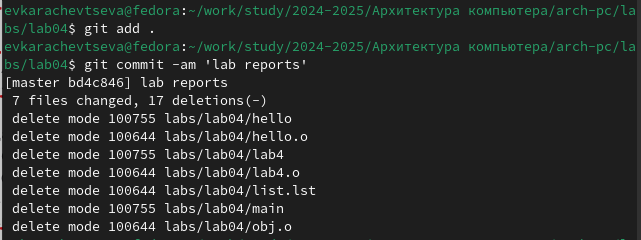 evkarachevtseva@fedora:~/work/study/2024-2025/Архитектура компьютера/arch-pc/la
bs/lab04$ git add .
evkarachevtseva@fedora:~/work/study/2024-2025/Архитектура компьютера/arch-pc/la
bs/lab04$ git commit -am 'lab reports'
[master bd4c846] lab reports
 7 files changed, 17 deletions(-)
 delete mode 100755 labs/lab04/hello
 delete mode 100644 labs/lab04/hello.o
 delete mode 100755 labs/lab04/lab4
 delete mode 100644 labs/lab04/lab4.o
 delete mode 100644 labs/lab04/list.lst
 delete mode 100755 labs/lab04/main
 delete mode 100644 labs/lab04/obj.o